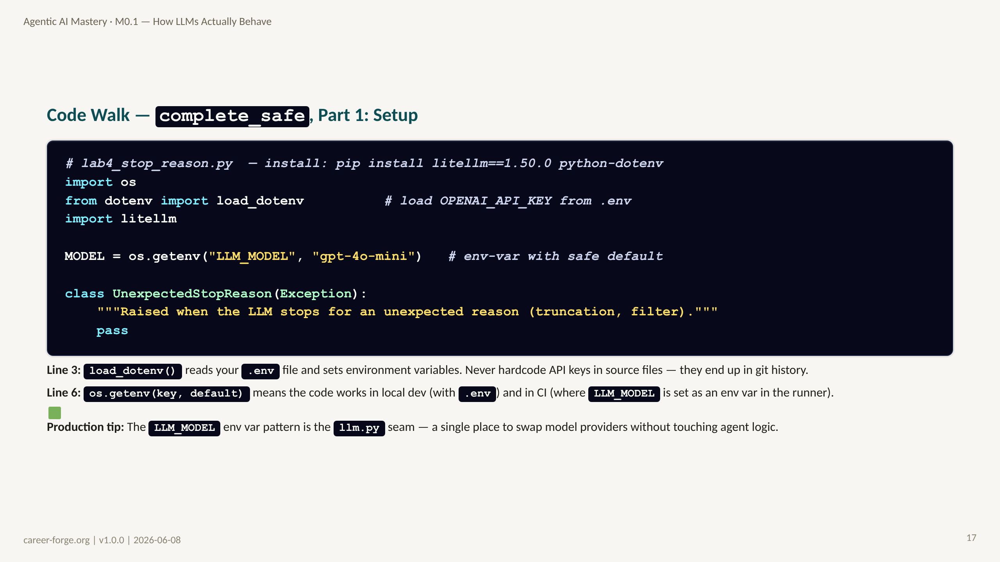 Agentic AI Mastery · M0.1 — How LLMs Actually Behave
Code Walk — complete_safe, Part 1: Setup
# lab4_stop_reason.py  — install: pip install litellm==1.50.0 python-dotenv
import os
from dotenv import load_dotenv          # load OPENAI_API_KEY from .env
import litellm
MODEL = os.getenv("LLM_MODEL", "gpt-4o-mini")   # env-var with safe default
class UnexpectedStopReason(Exception):
    """Raised when the LLM stops for an unexpected reason (truncation, filter)."""
    pass
Line 3: load_dotenv() reads your .env file and sets environment variables. Never hardcode API keys in source files — they end up in git history.
Line 6: os.getenv(key, default) means the code works in local dev (with .env) and in CI (where LLM_MODEL is set as an env var in the runner).
Production tip: The LLM_MODEL env var pattern is the llm.py seam — a single place to swap model providers without touching agent logic.
career-forge.org | v1.0.0 | 2026-06-08
17